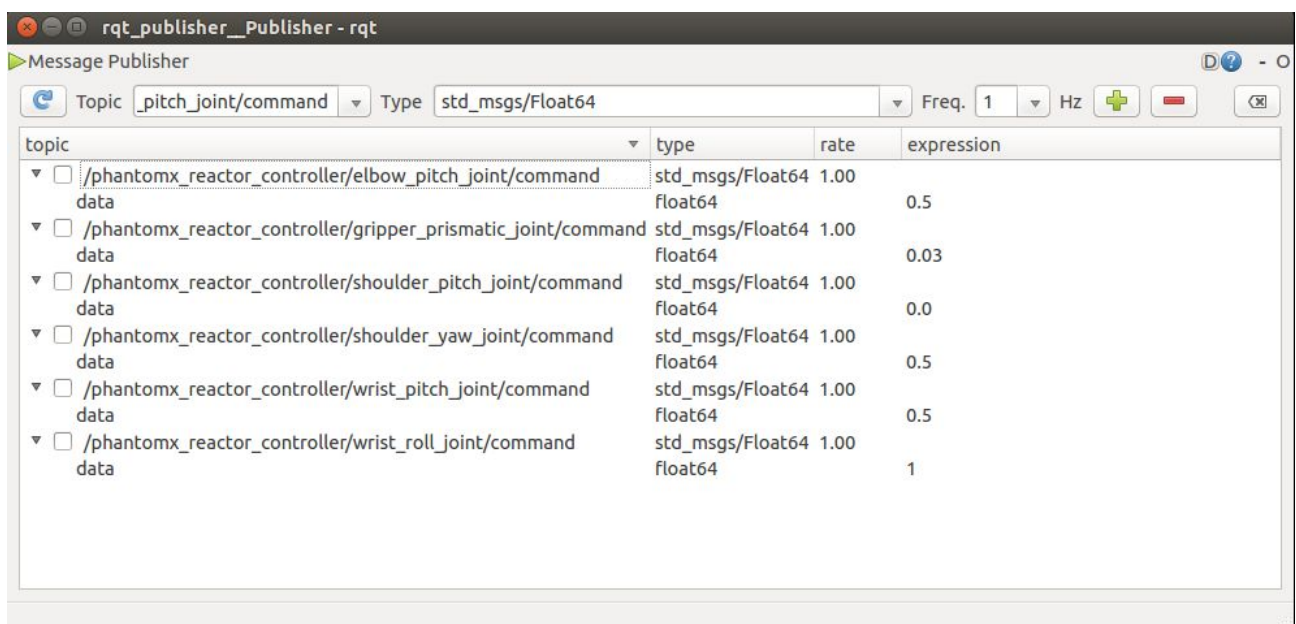 rqt_publisher__Publisher - rqt
Message Publisher D ? - O
Topic _pitch_joint/command Type std_msgs/Float64 Freq. 1 Hz
topic type rate expression
/phantomx_reactor_controller/elbow_pitch_joint/command std_msgs/Float64 1.00
data float64 0.5
/phantomx_reactor_controller/gripper_prismatic_joint/command std_msgs/Float64 1.00
data float64 0.03
/phantomx_reactor_controller/shoulder_pitch_joint/command std_msgs/Float64 1.00
data float64 0.0
/phantomx_reactor_controller/shoulder_yaw_joint/command std_msgs/Float64 1.00
data float64 0.5
/phantomx_reactor_controller/wrist_pitch_joint/command std_msgs/Float64 1.00
data float64 0.5
/phantomx_reactor_controller/wrist_roll_joint/command std_msgs/Float64 1.00
data float64 1